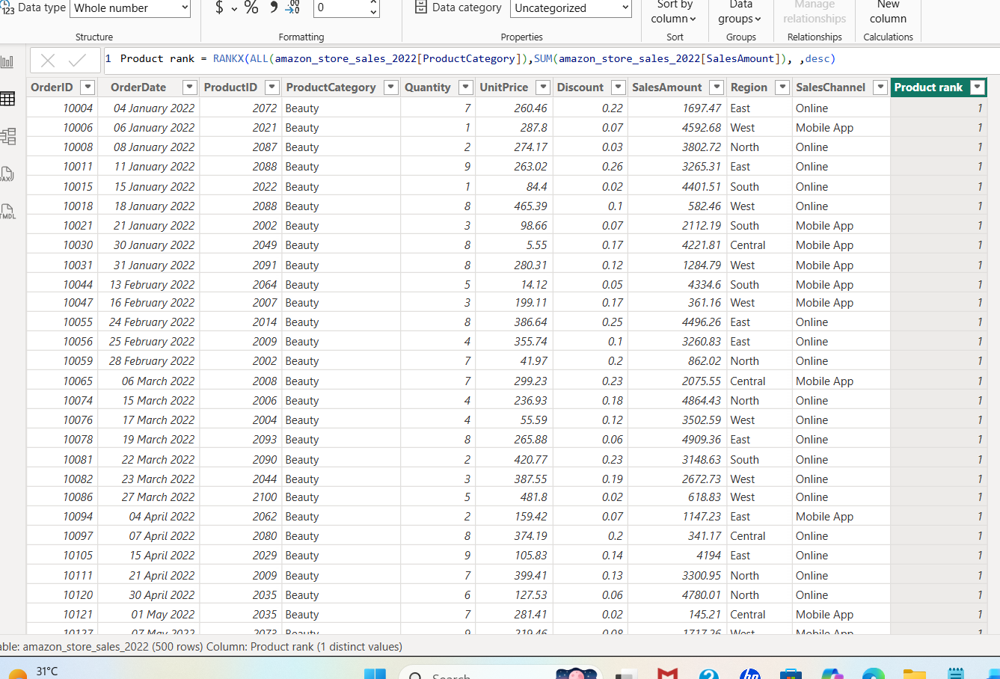 Data type Whole number $ % 9 .00 0 Data category Uncategorized Sort by Data Manage New
123 column groups relationships column
Structure Formatting Properties Sort Groups Relationships Calculations
1 Product rank = RANKX(ALL(amazon_store_sales_2022[ProductCategory]),SUM(amazon_store_sales_2022[SalesAmount]), ,desc)
OrderID OrderDate ProductID ProductCategory Quantity UnitPrice Discount SalesAmount Region SalesChannel Product rank
10004 04 January 2022 2072 Beauty 7 260.46 0.22 1697.47 East Online 1
10006 06 January 2022 2021 Beauty 1 287.8 0.07 4592.68 West Mobile App 1
10008 08 January 2022 2087 Beauty 2 274.17 0.03 3802.72 North Online 1
10011 11 January 2022 2088 Beauty 9 263.02 0.26 3265.31 East Online 1
10015 15 January 2022 2022 Beauty 1 84.4 0.02 4401.51 South Online 1
10018 18 January 2022 2088 Beauty 8 465.39 0.1 582.46 West Online 1
10021 21 January 2022 2002 Beauty 3 98.66 0.07 2112.19 South Mobile App 1
10030 30 January 2022 2049 Beauty 8 5.55 0.17 4221.81 Central Mobile App 1
10031 31 January 2022 2091 Beauty 8 280.31 0.12 1284.79 West Mobile App 1
10044 13 February 2022 2064 Beauty 5 14.12 0.05 4334.6 South Mobile App 1
10047 16 February 2022 2007 Beauty 3 199.11 0.17 361.16 West Mobile App 1
10055 24 February 2022 2014 Beauty 8 386.64 0.25 4496.26 East Online 1
10056 25 February 2022 2009 Beauty 4 355.74 0.1 3260.83 East Online 1
10059 28 February 2022 2002 Beauty 7 41.97 0.2 862.02 North Online 1
10065 06 March 2022 2008 Beauty 7 299.23 0.23 2075.55 Central Mobile App 1
10074 15 March 2022 2006 Beauty 4 236.93 0.18 4864.43 North Online 1
10076 17 March 2022 2004 Beauty 4 55.59 0.12 3502.59 West Online 1
10078 19 March 2022 2093 Beauty 8 265.88 0.06 4909.36 East Online 1
10081 22 March 2022 2090 Beauty 2 420.77 0.23 3148.63 South Online 1
10082 23 March 2022 2044 Beauty 3 387.55 0.19 2672.73 West Online 1
10086 27 March 2022 2100 Beauty 5 481.8 0.02 618.83 West Online 1
10094 04 April 2022 2062 Beauty 2 159.42 0.07 1147.23 East Mobile App 1
10097 07 April 2022 2080 Beauty 8 374.19 0.2 341.17 Central Online 1
10105 15 April 2022 2029 Beauty 9 105.83 0.14 4194 East Online 1
10111 21 April 2022 2009 Beauty 7 399.41 0.13 3300.95 North Online 1
10120 30 April 2022 2035 Beauty 6 127.53 0.06 4780.01 North Online 1
10121 01 May 2022 2035 Beauty 7 281.41 0.02 145.21 Central Mobile App 1
10127 07 May 2022 2073 Beauty 9 219.46 0.08 1717.26 West Mobile App 1
DAX
TMDL
able: amazon_store_sales_2022 (500 rows) Column: Product rank (1 distinct values)
31°C
Search
hp